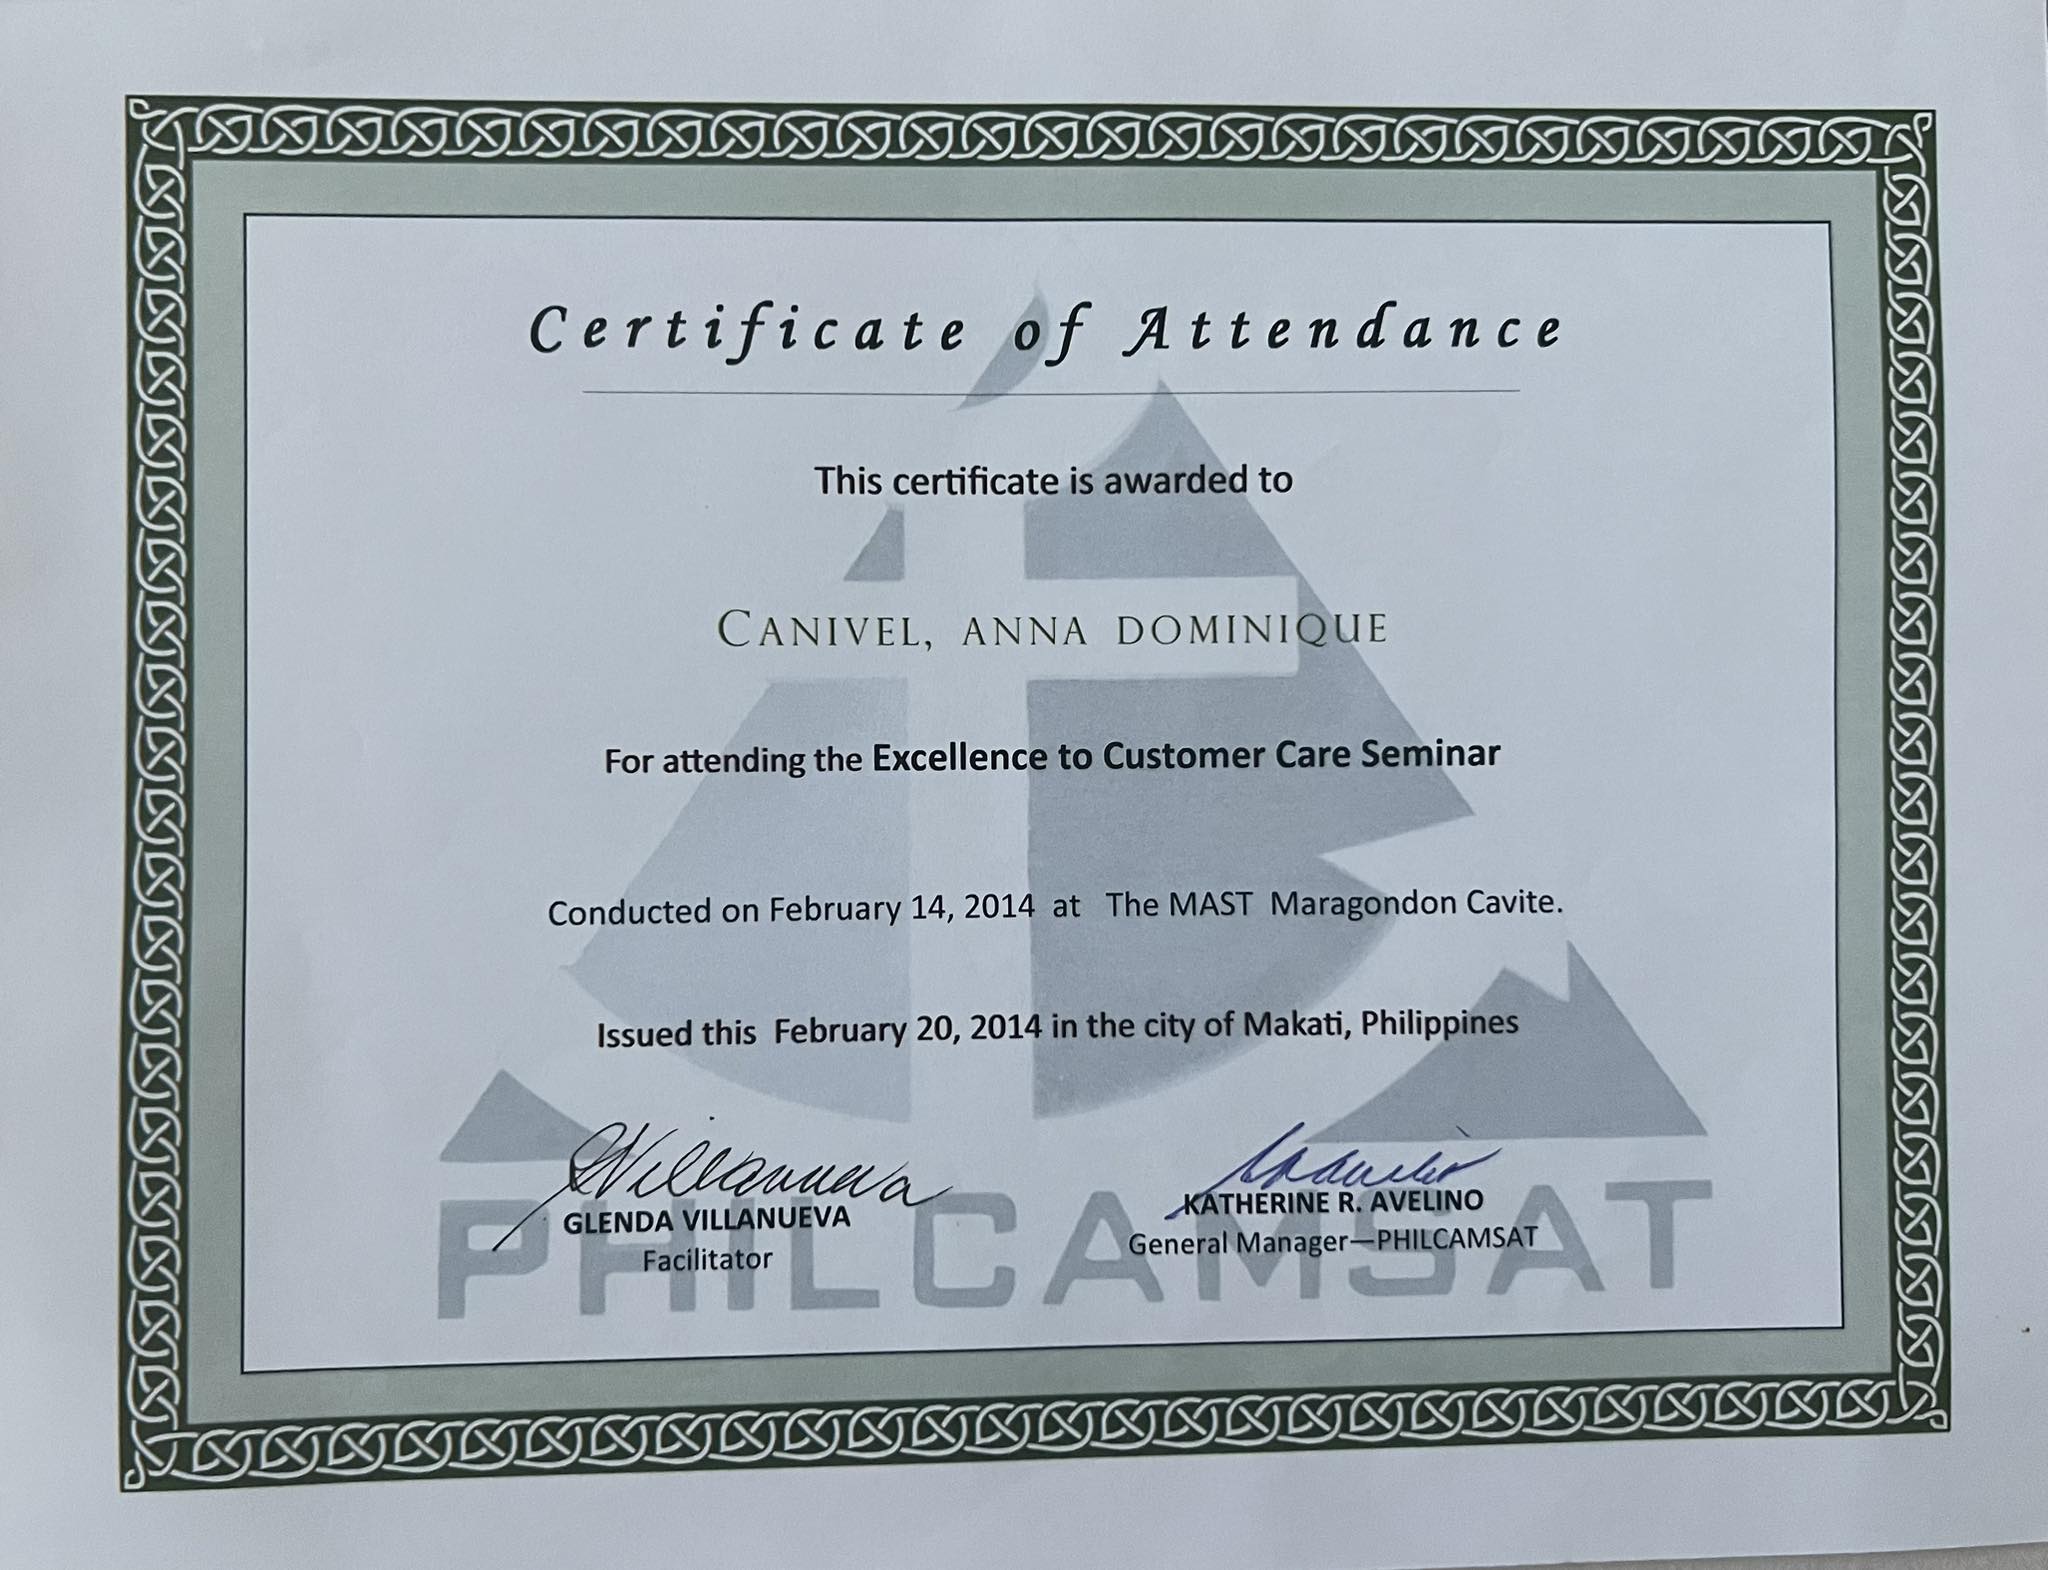 Certificate of Attendance
This certificate is awarded to
CANIVEL, ANNA DOMINIQUE
For attending the Excellence to Customer Care Seminar
Conducted on February 14, 2014 at The MAST Maragondon Cavite.
Issued this February 20, 2014 in the city of Makati, Philippines
GVillanueva
GLENDA VILLANUEVA
Facilitator
KATHERINE R. AVELINO
General Manager—PHILCAMSAT
PHILCAMSAT